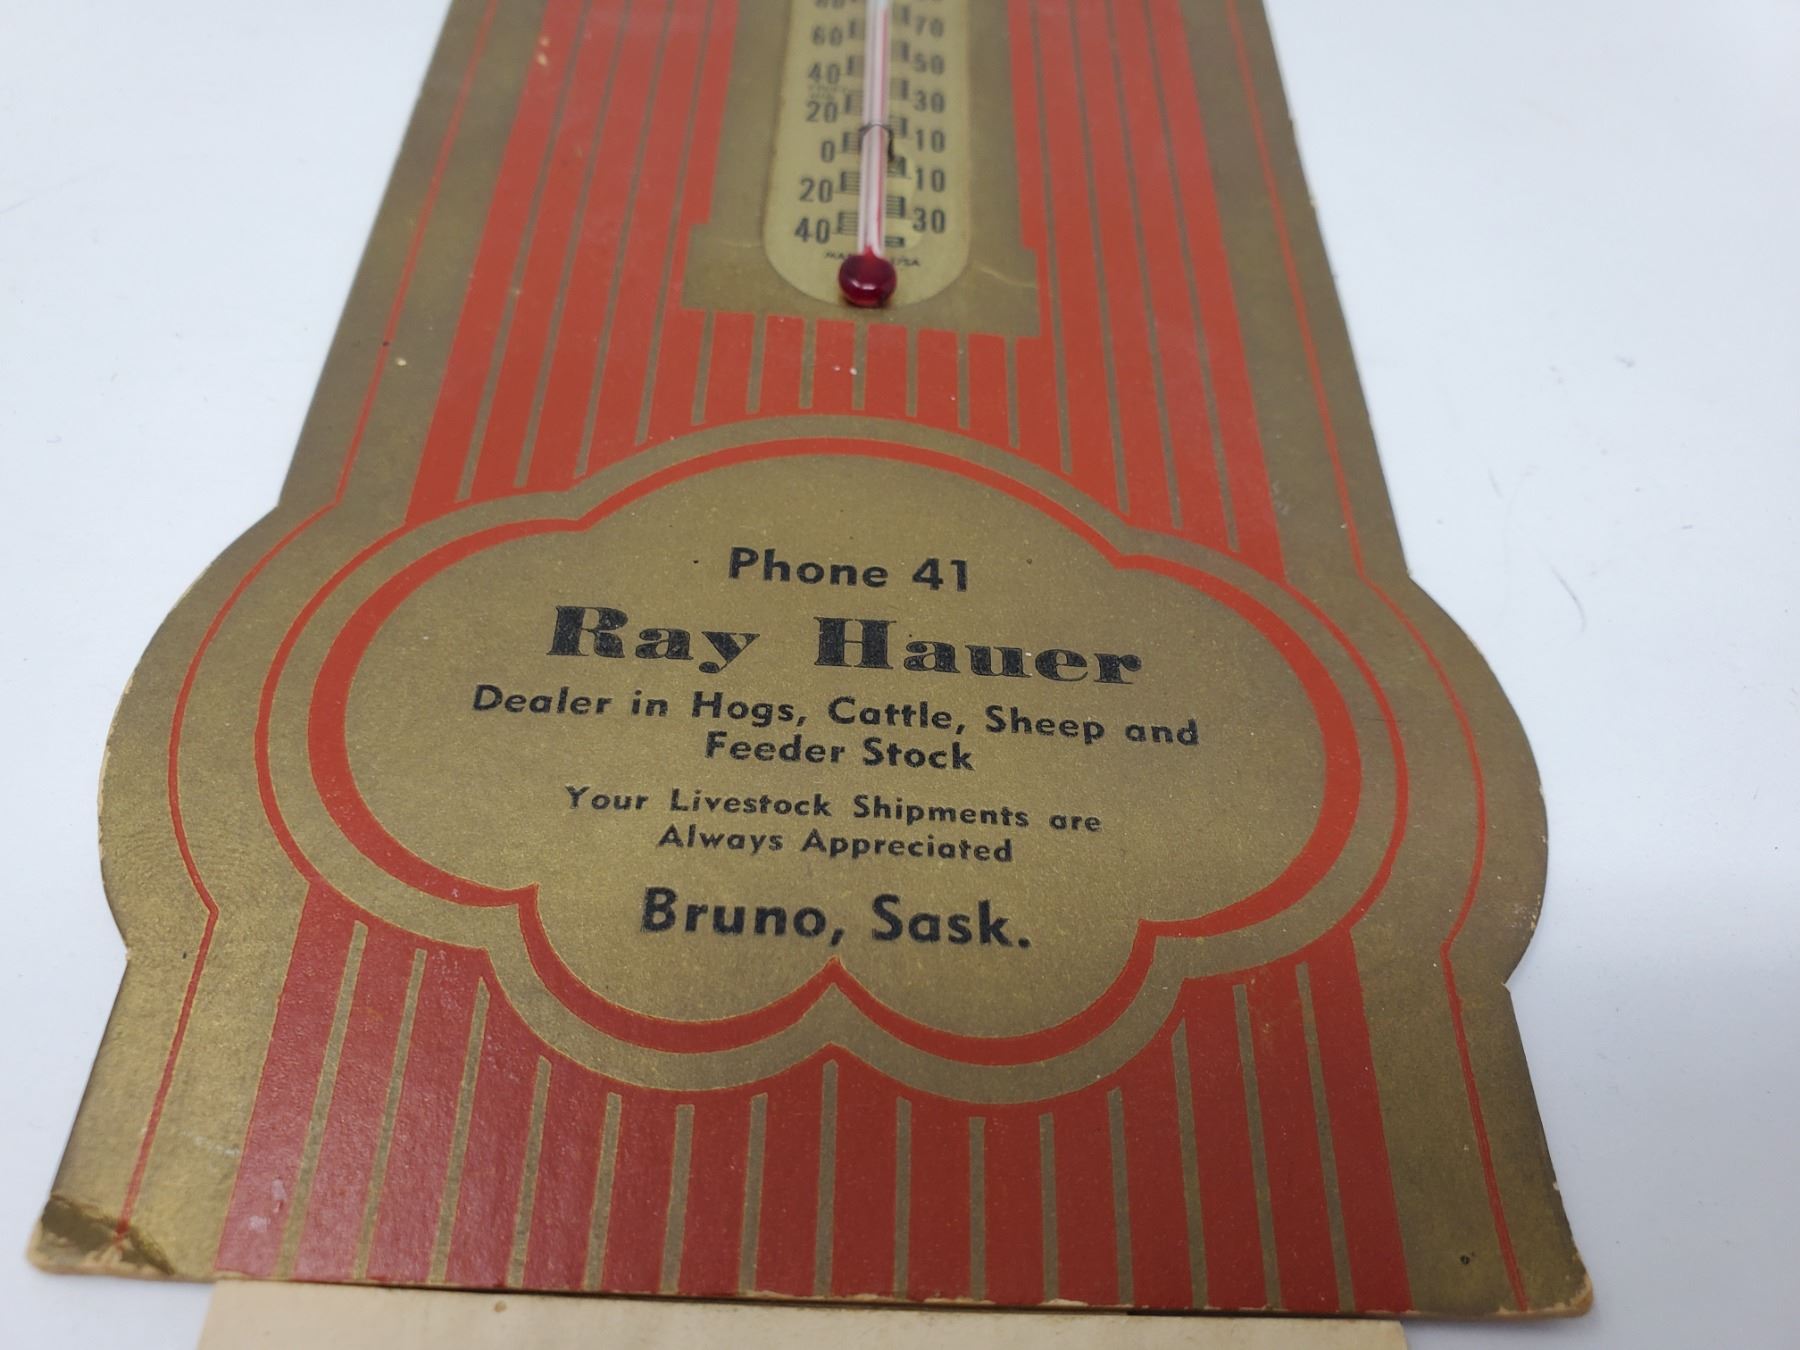 60 70
40 50
20 30
0 10
20 10
40 30
USA
Phone 41
Ray Hauer
Dealer in Hogs, Cattle, Sheep and
Feeder Stock
Your Livestock Shipments are
Always Appreciated
Bruno, Sask.